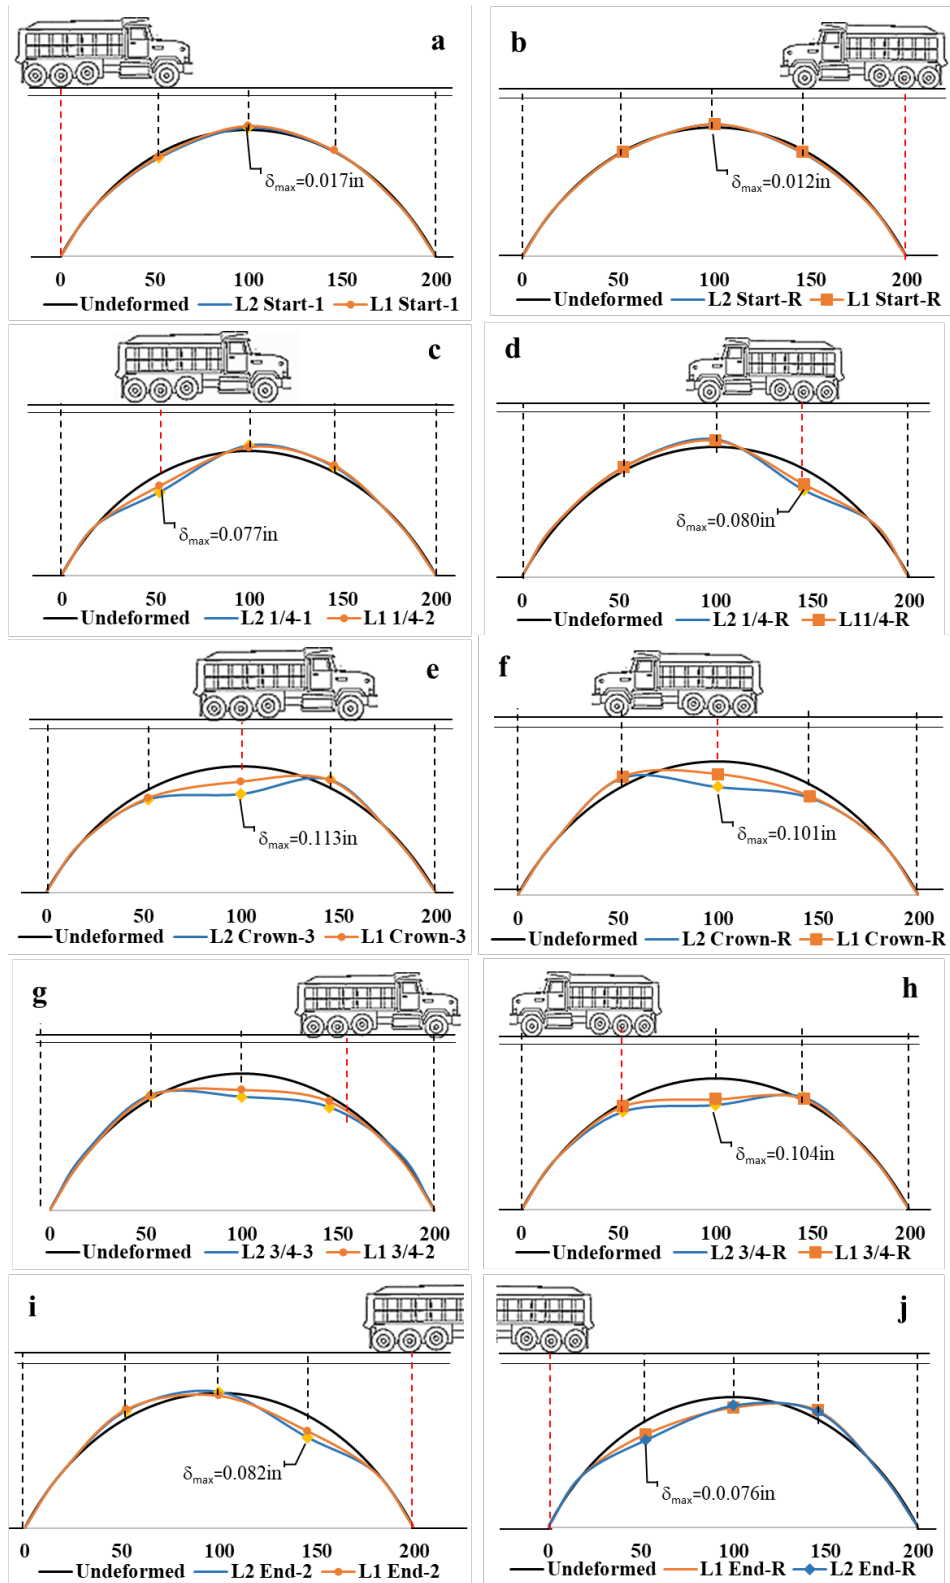 a
δmax=0.017in
0 50 100 150 200
Undeformed L2 Start-1 L1 Start-1
b
δmax=0.012in
0 50 100 150 200
Undeformed L2 Start-R L1 Start-R
c
δmax=0.077in
0 50 100 150 200
Undeformed L2 1/4-1 L1 1/4-2
d
δmax=0.080in
0 50 100 150 200
Undeformed L2 1/4-R L11/4-R
e
δmax=0.113in
0 50 100 150 200
Undeformed L2 Crown-3 L1 Crown-3
f
δmax=0.101in
0 50 100 150 200
Undeformed L2 Crown-R L1 Crown-R
g
0 50 100 150 200
Undeformed L2 3/4-3 L1 3/4-2
h
δmax=0.104in
0 50 100 150 200
Undeformed L2 3/4-R L1 3/4-R
i
δmax=0.082in
0 50 100 150 200
Undeformed L2 End-2 L1 End-2
j
δmax=0.0.076in
0 50 100 150 200
Undeformed L1 End-R L2 End-R